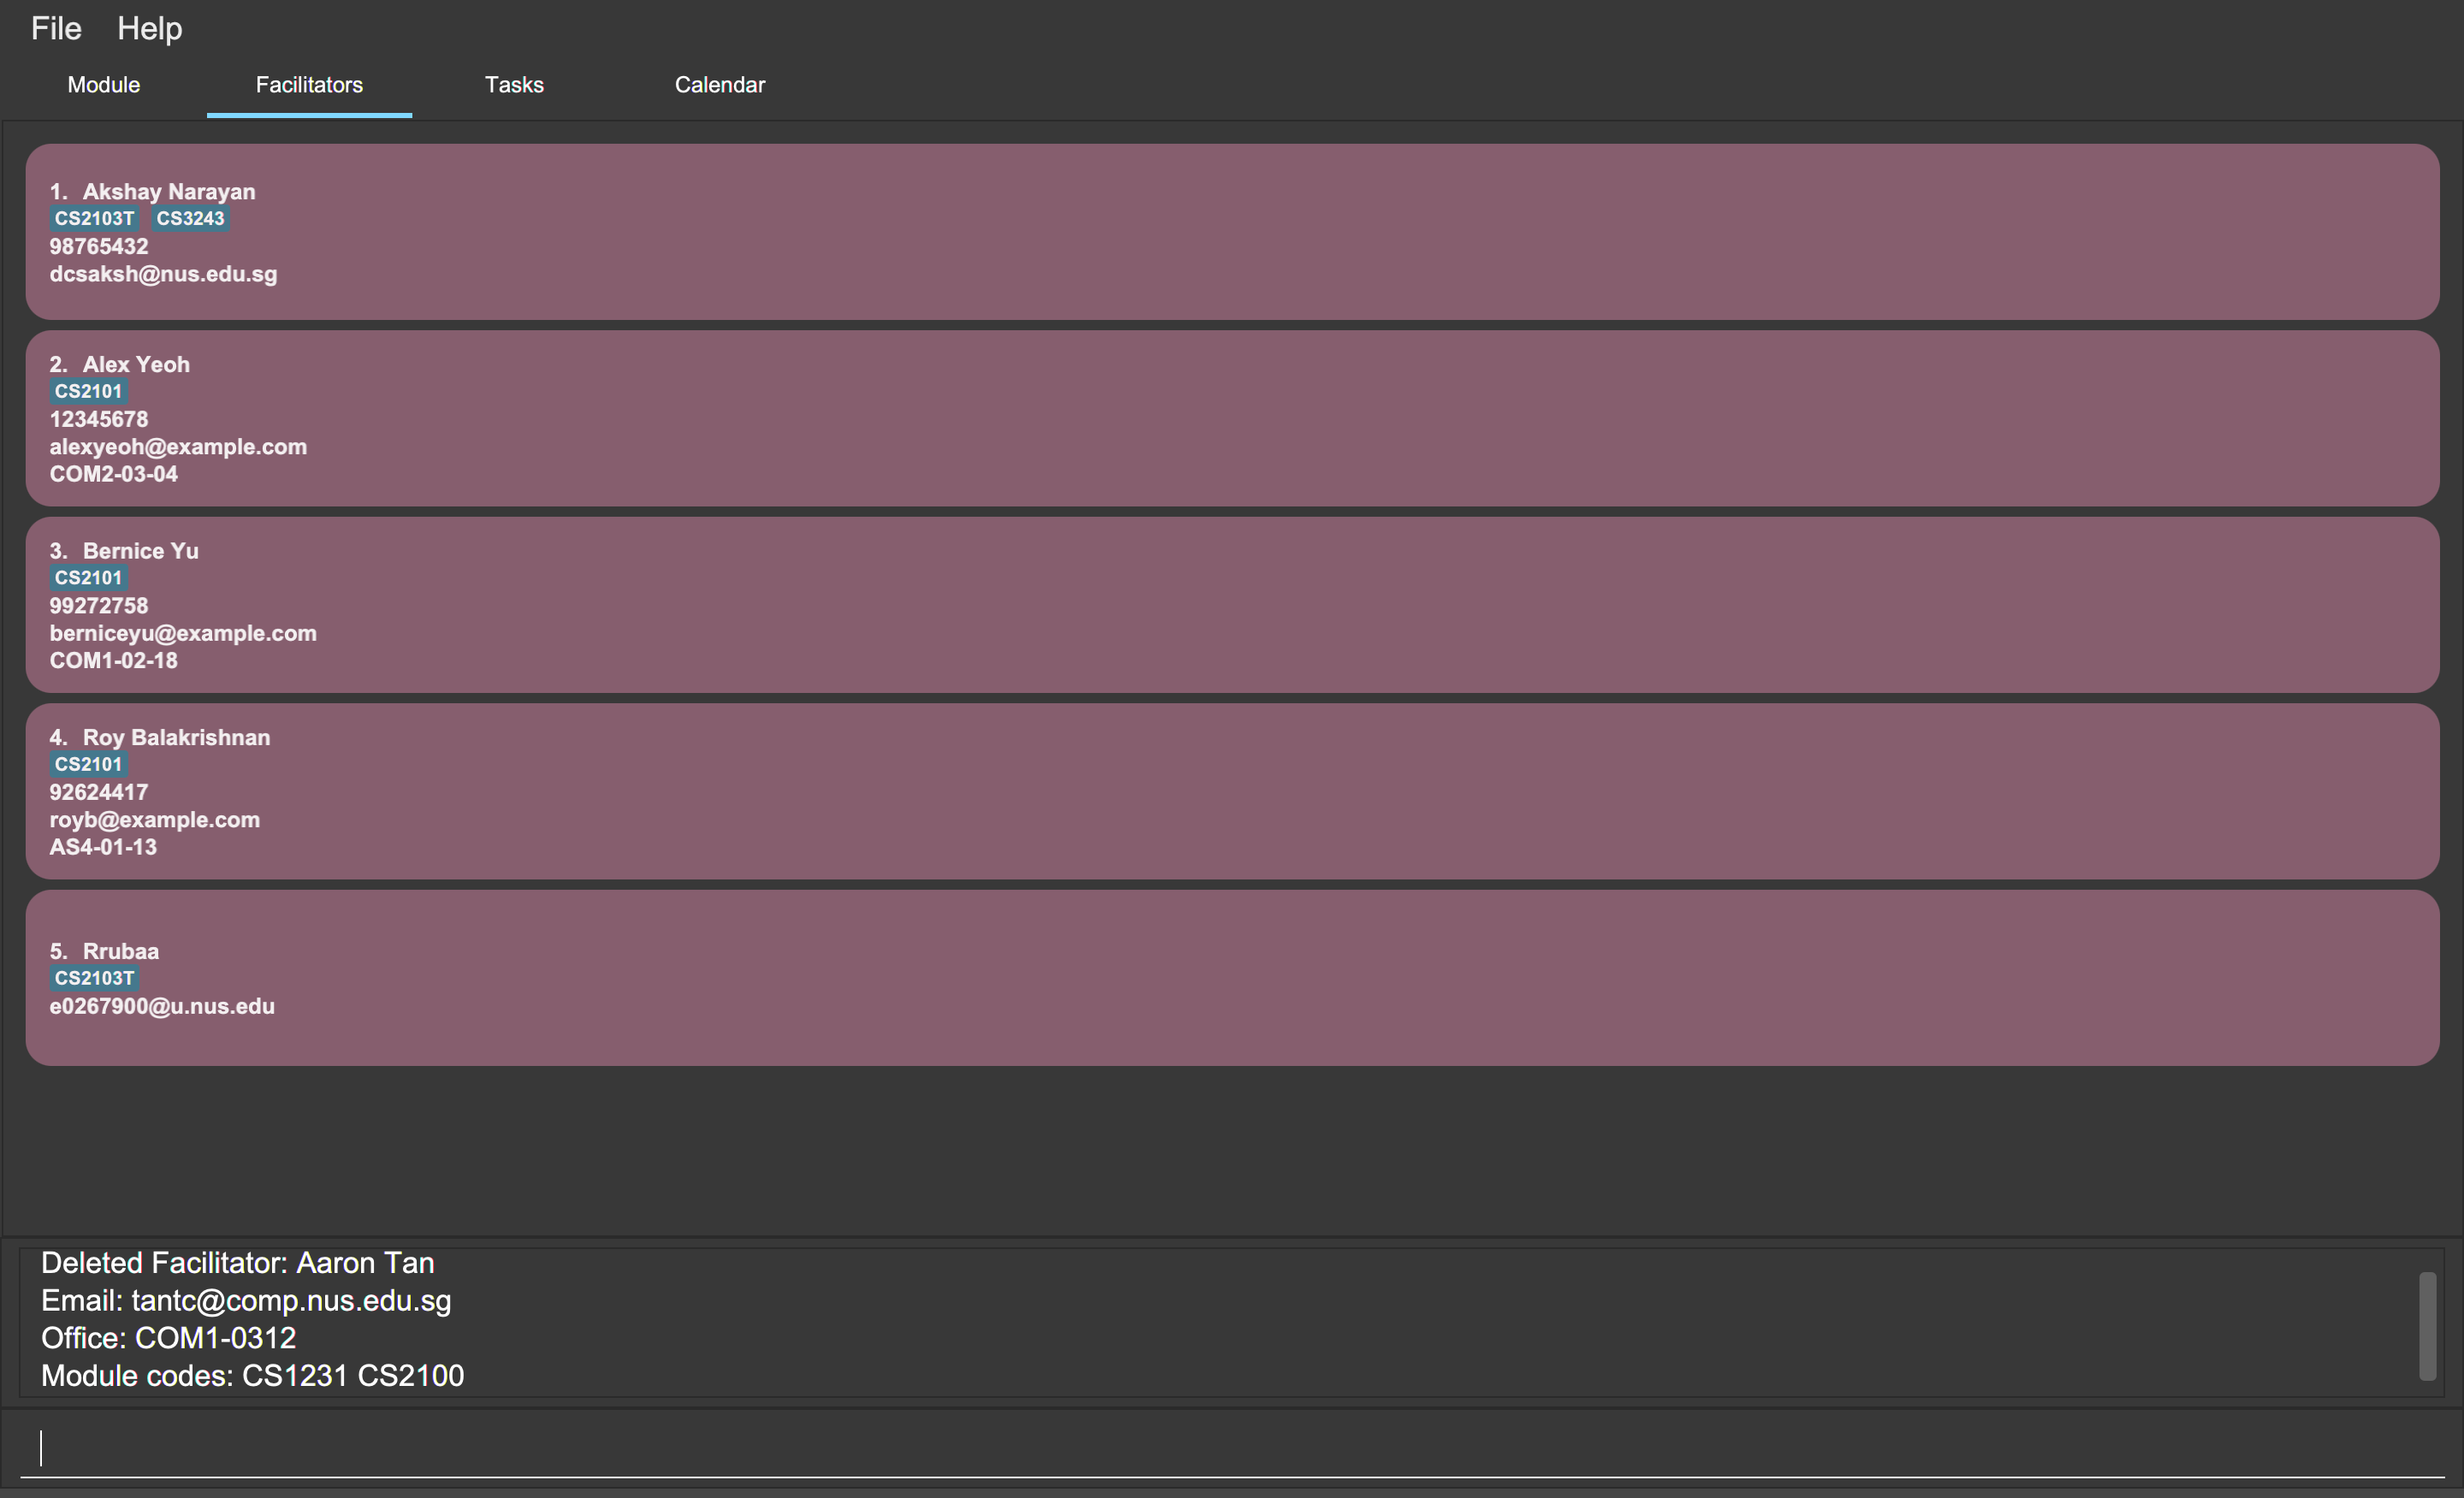 File Help
Module Facilitators Tasks Calendar
1. Akshay Narayan
CS2103T CS3243
98765432
dcsaksh@nus.edu.sg
2. Alex Yeoh
CS2101
12345678
alexyeoh@example.com
COM2-03-04
3. Bernice Yu
CS2101
99272758
berniceyu@example.com
COM1-02-18
4. Roy Balakrishnan
CS2101
92624417
royb@example.com
AS4-01-13
5. Rrubaa
CS2103T
e0267900@u.nus.edu
Deleted Facilitator: Aaron Tan
Email: tantc@comp.nus.edu.sg
Office: COM1-0312
Module codes: CS1231 CS2100